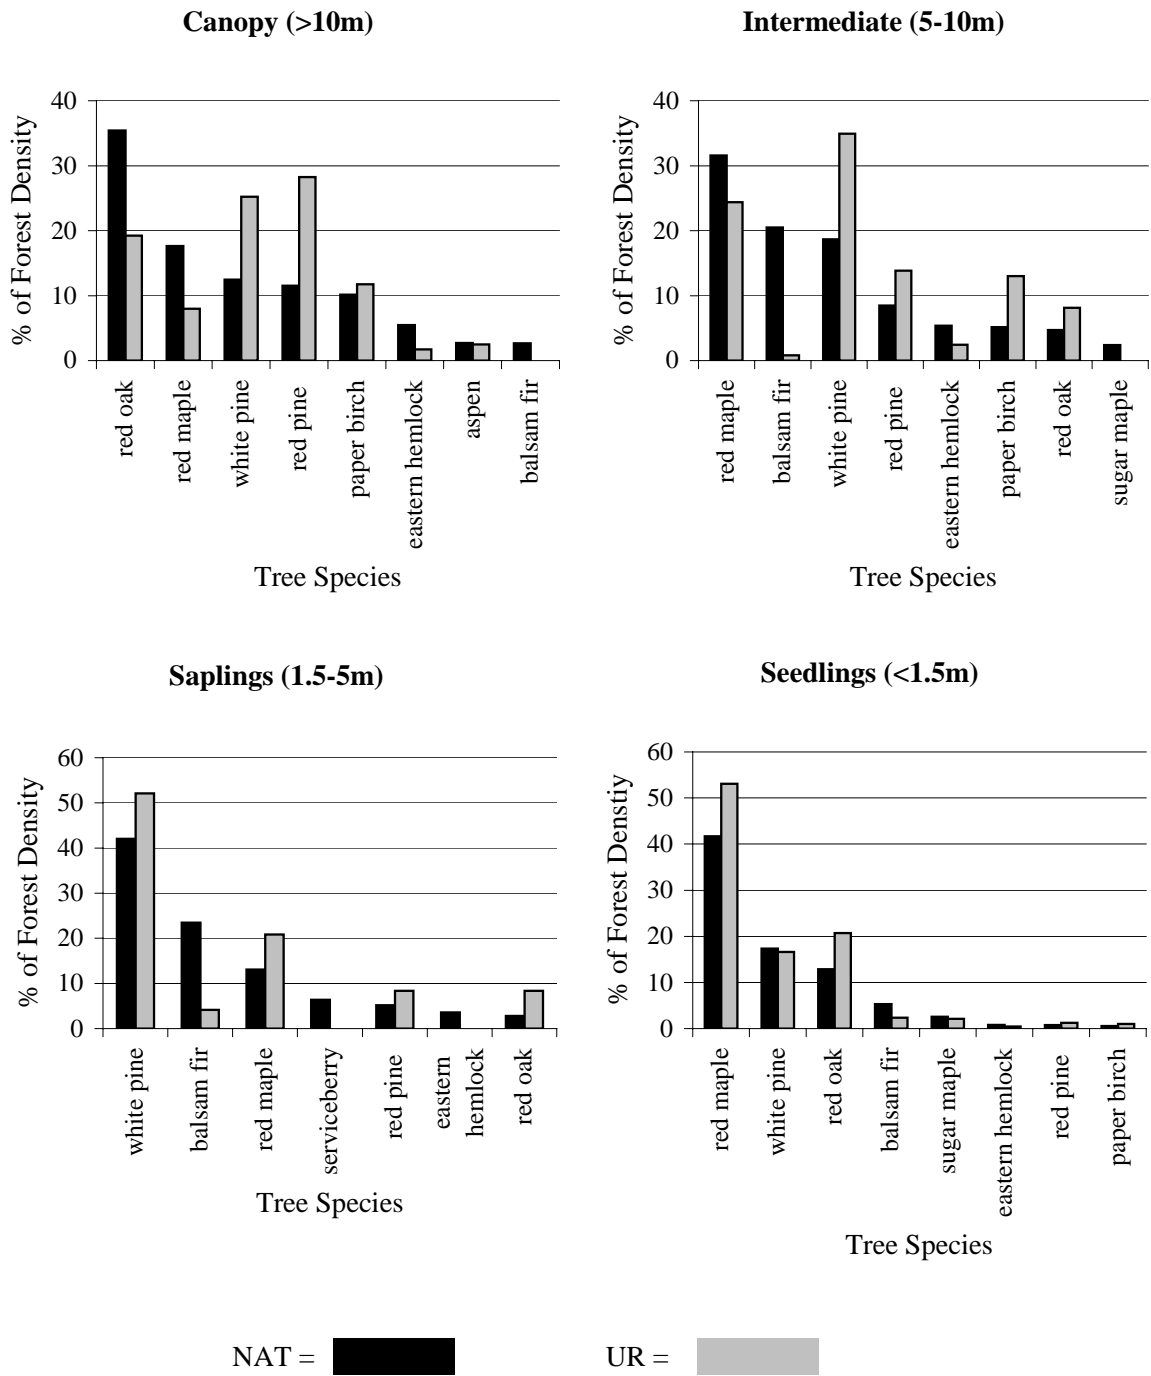 Canopy (>10m)
% of Forest Density
40
30
20
10
0
red oak
red maple
white pine
red pine
paper birch
eastern hemlock
aspen
balsam fir
Tree Species
Intermediate (5-10m)
% of Forest Density
40
30
20
10
0
red maple
balsam fir
white pine
red pine
eastern hemlock
paper birch
red oak
sugar maple
Tree Species
Saplings (1.5-5m)
% of Forest Density
60
50
40
30
20
10
0
white pine
balsam fir
red maple
serviceberry
red pine
eastern
hemlock
red oak
Tree Species
Seedlings (<1.5m)
% of Forest Denstiy
60
50
40
30
20
10
0
red maple
white pine
red oak
balsam fir
sugar maple
eastern hemlock
red pine
paper birch
Tree Species
NAT =
UR =